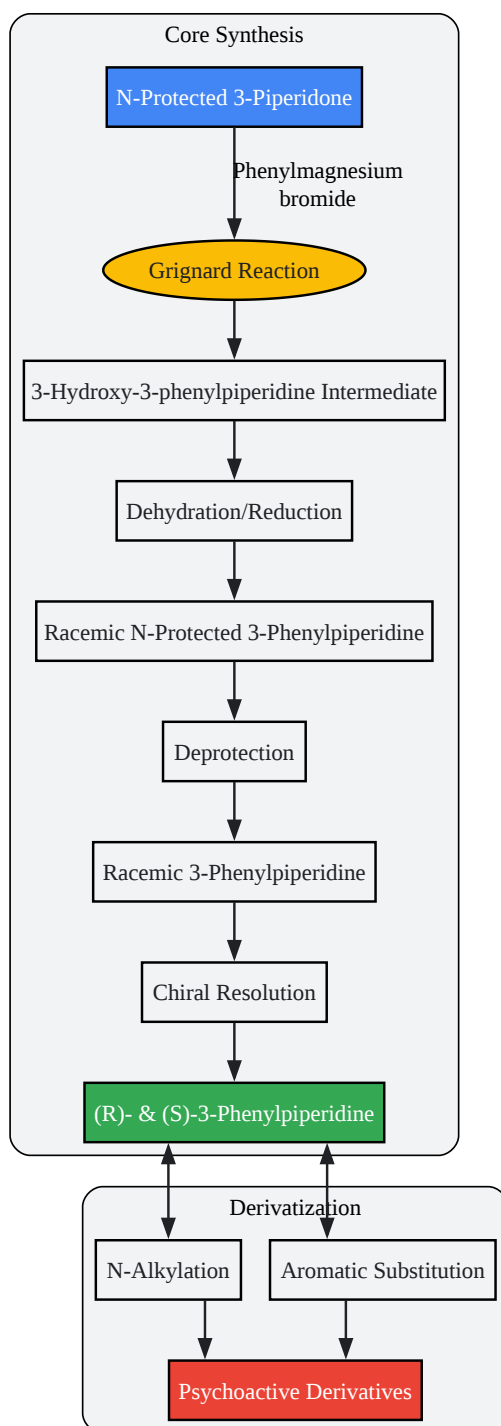 Core Synthesis
N-Protected 3-Piperidone
Phenylmagnesium
bromide
Grignard Reaction
3-Hydroxy-3-phenylpiperidine Intermediate
Dehydration/Reduction
Racemic N-Protected 3-Phenylpiperidine
Deprotection
Racemic 3-Phenylpiperidine
Chiral Resolution
(R)- & (S)-3-Phenylpiperidine
Derivatization
N-Alkylation
Aromatic Substitution
Psychoactive Derivatives